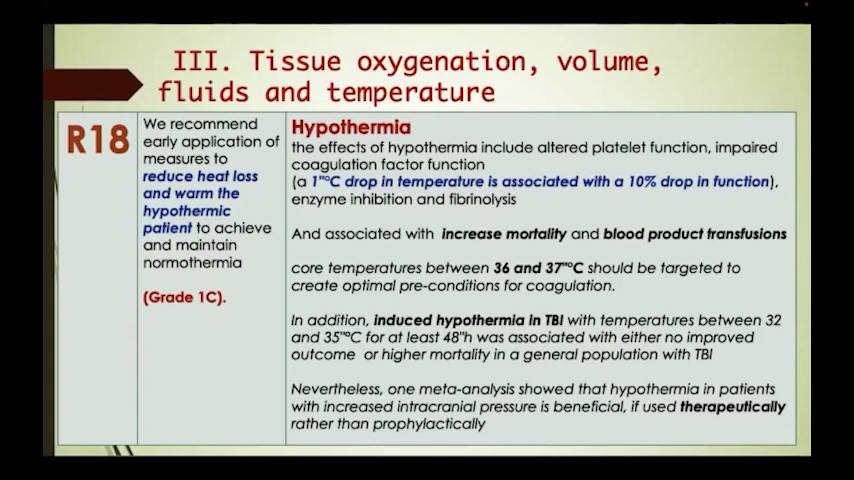 III. Tissue oxygenation, volume,
fluids and temperature
R18
We recommend
early application of
measures to
reduce heat loss
and warm the
hypothermic
patient to achieve
and maintain
normothermia
(Grade 1C).
Hypothermia
the effects of hypothermia include altered platelet function, impaired
coagulation factor function
(a 1"°C drop in temperature is associated with a 10% drop in function),
enzyme inhibition and fibrinolysis
And associated with increase mortality and blood product transfusions
core temperatures between 36 and 37"°C should be targeted to
create optimal pre-conditions for coagulation.
In addition, induced hypothermia in TBI with temperatures between 32
and 35"°C for at least 48"h was associated with either no improved
outcome or higher mortality in a general population with TBI
Nevertheless, one meta-analysis showed that hypothermia in patients
with increased intracranial pressure is beneficial, if used therapeutically
rather than prophylactically